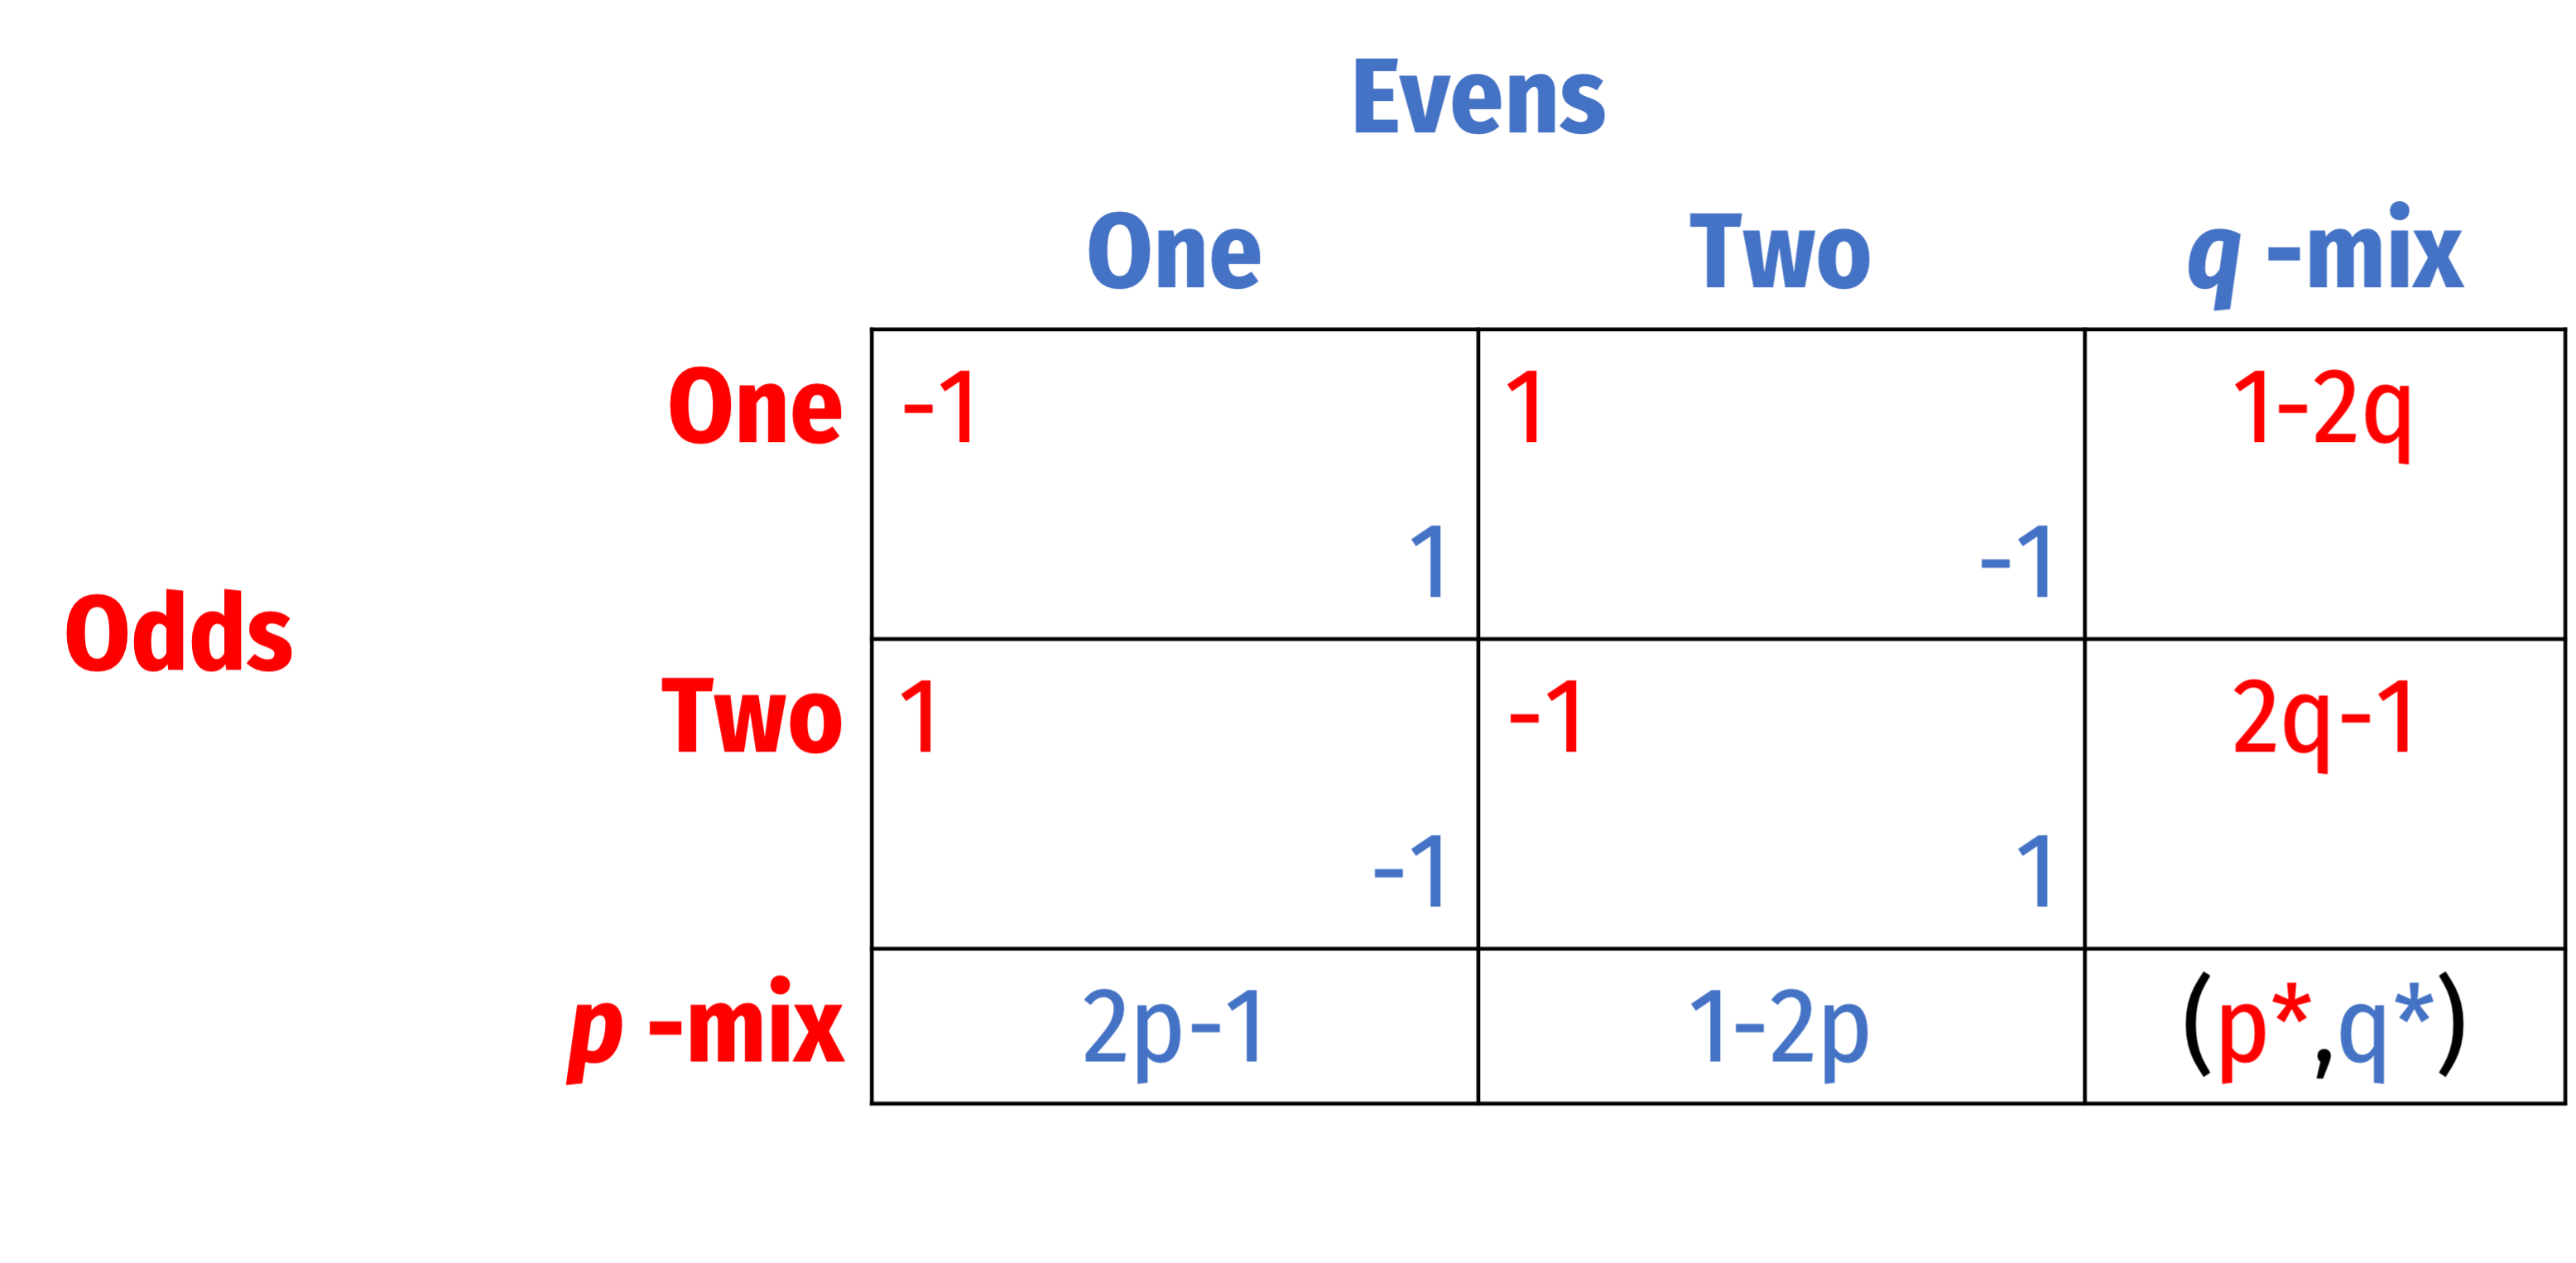 Evens
One Two q -mix
One -1 1 1-2q
1 -1
Odds
Two 1 -1 2q-1
-1 1
p -mix 2p-1 1-2p (p*,q*)